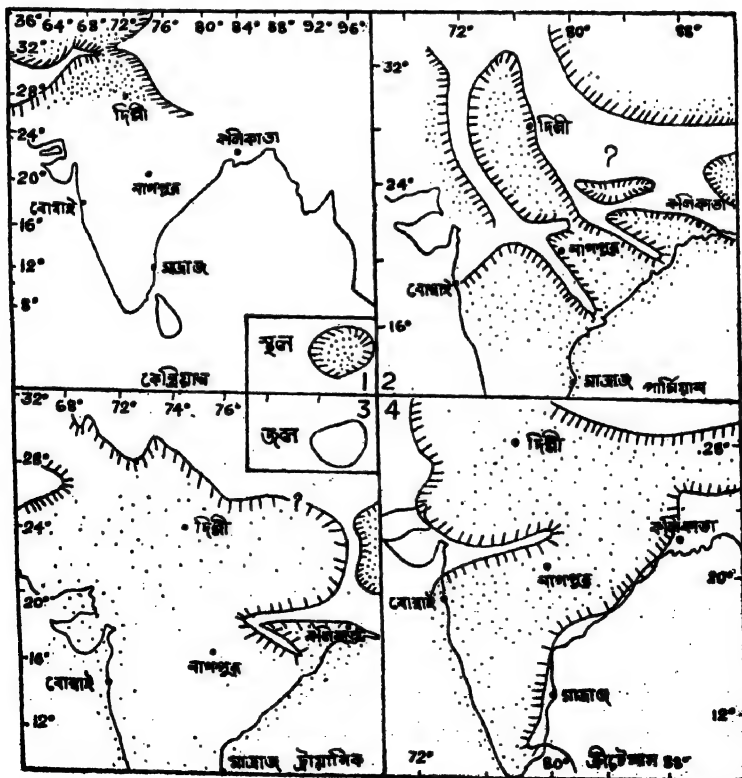 36° 64° 68° 72° 76° 80° 84° 88° 92° 96°
32°
28°
দিল্লী
24°
কলিকাতা
20°
নাগপুর
বোম্বাই
16°
12°
মাদ্রাজ
8°
কেম্ব্রিয়ান
স্থল
1
জল
72° 80° 88°
32°
দিল্লী
?
24°
কলিকাতা
নাগপুর
বোম্বাই
16°
মাদ্রাজ পার্মিয়ান
2
3
32° 68° 72° 74° 76°
28°
?
24°
দিল্লী
20°
কলিকাতা
16°
নাগপুর
বোম্বাই
12°
মাদ্রাজ ট্রায়াসিক
4
দিল্লী
28°
কলিকাতা
নাগপুর
20°
বোম্বাই
মাদ্রাজ
12°
72° 80° ক্রীটেসাস 88°